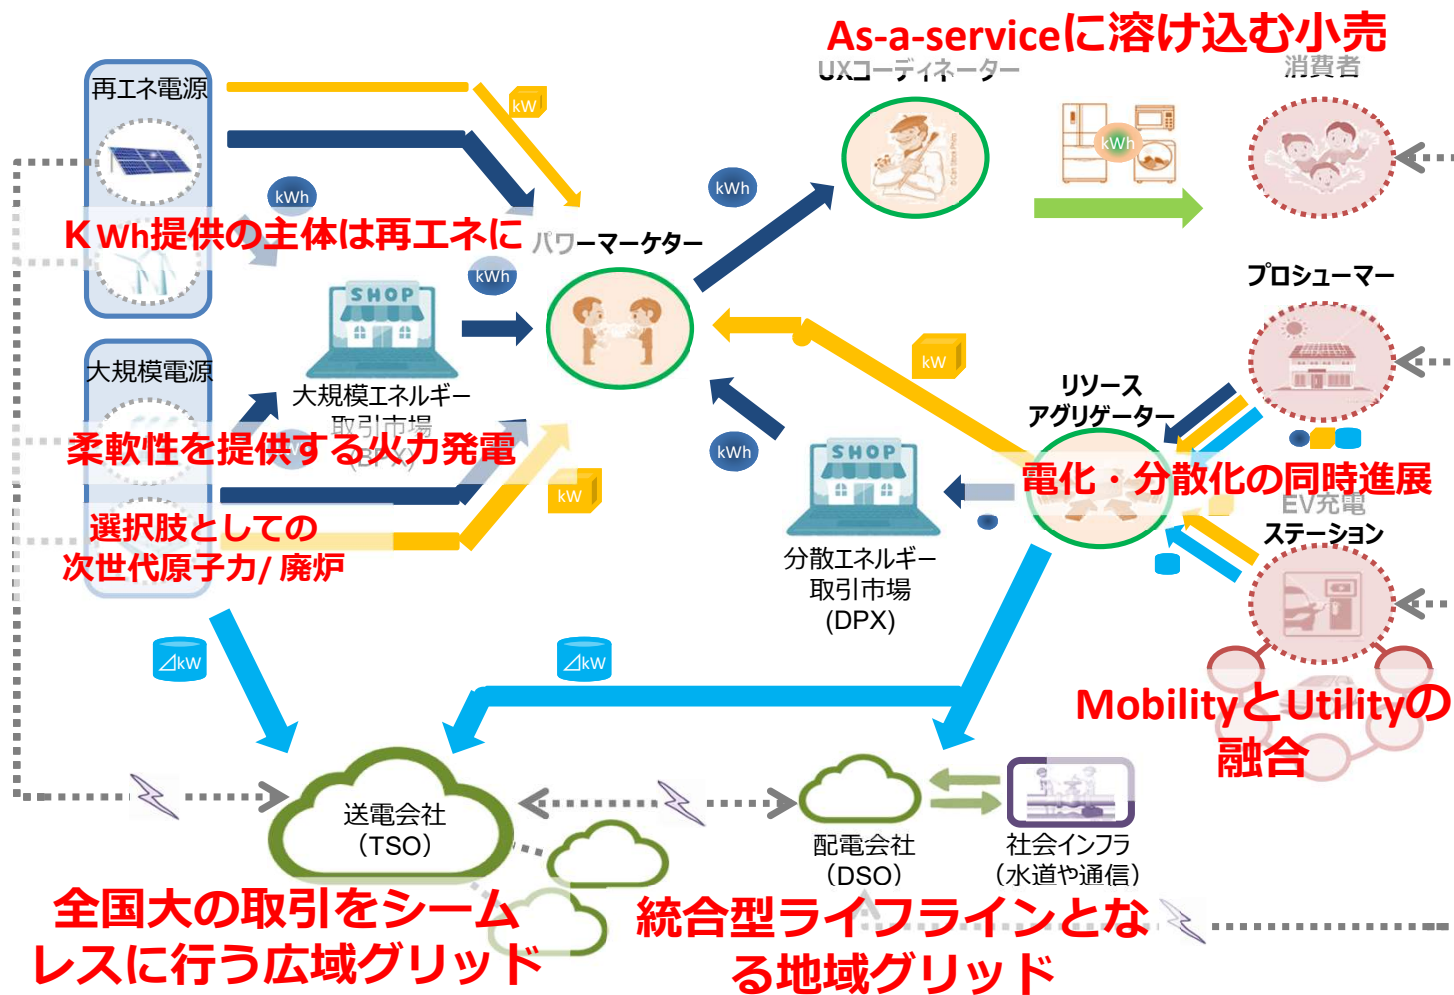 As-a-serviceに溶け込む小売
UXコーディネーター
消費者
再エネ電源
kW
kWh
kWh
kWh
ＫWh提供の主体は再エネに
パワーマーケター
kWh
SHOP
プロシューマー
大規模電源
大規模エネルギー
取引市場
(BPX)
kW
リソース
アグリゲーター
柔軟性を提供する火力発電
kWh
SHOP
電化・分散化の同時進展
kW
EV充電
ステーション
選択肢としての
次世代原子力/ 廃炉
分散エネルギー
取引市場
(DPX)
⊿kW
⊿kW
MobilityとUtilityの
融合
送電会社
（TSO）
配電会社
（DSO）
社会インフラ
（水道や通信）
全国大の取引をシーム
レスに行う広域グリッド
統合型ライフラインとな
る地域グリッド